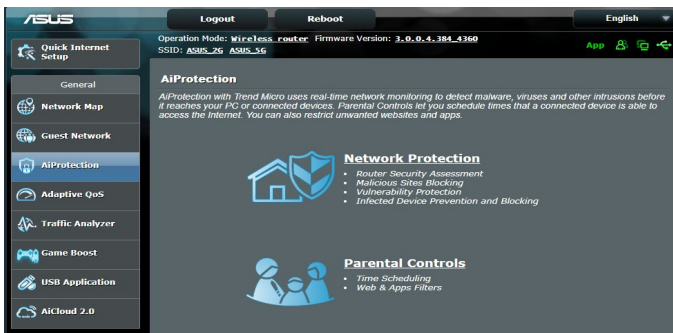 ASUS
Logout
Reboot
English
Quick Internet
Setup
Operation Mode: Wireless router Firmware Version: 3.0.0.4.384_4360
SSID: ASUS_2G ASUS_5G
App
General
Network Map
Guest Network
AiProtection
Adaptive QoS
Traffic Analyzer
Game Boost
USB Application
AiCloud 2.0
AiProtection
AiProtection with Trend Micro uses real-time network monitoring to detect malware, viruses and other intrusions before
it reaches your PC or connected devices. Parental Controls let you schedule times that a connected device is able to
access the Internet. You can also restrict unwanted websites and apps.
Network Protection
• Router Security Assessment
• Malicious Sites Blocking
• Vulnerability Protection
• Infected Device Prevention and Blocking
Parental Controls
• Time Scheduling
• Web & Apps Filters